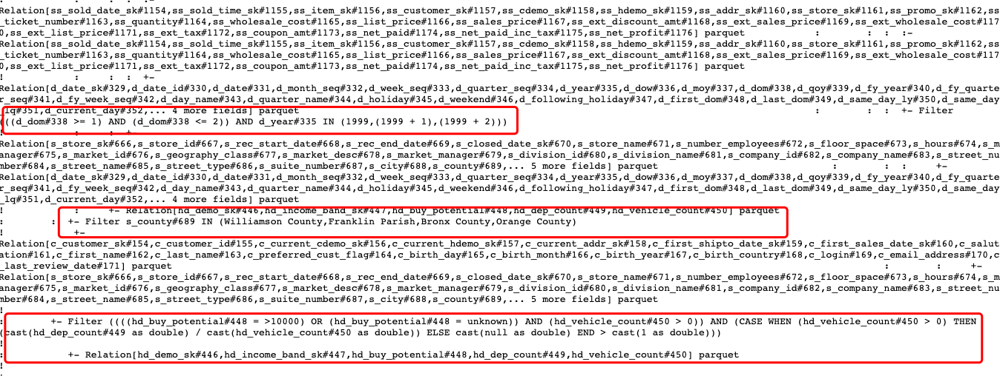 :     :  :  :-
Relation[ss_sold_date_sk#1154,ss_sold_time_sk#1155,ss_item_sk#1156,ss_customer_sk#1157,ss_cdemo_sk#1158,ss_hdemo_sk#1159,ss_addr_sk#1160,ss_store_sk#1161,ss_promo_sk#1162,ss
_ticket_number#1163,ss_quantity#1164,ss_wholesale_cost#1165,ss_list_price#1166,ss_sales_price#1167,ss_ext_discount_amt#1168,ss_ext_sales_price#1169,ss_ext_wholesale_cost#117
0,ss_ext_list_price#1171,ss_ext_tax#1172,ss_coupon_amt#1173,ss_net_paid#1174,ss_net_paid_inc_tax#1175,ss_net_profit#1176] parquet : : : :-
Relation[ss_sold_date_sk#1154,ss_sold_time_sk#1155,ss_item_sk#1156,ss_customer_sk#1157,ss_cdemo_sk#1158,ss_hdemo_sk#1159,ss_addr_sk#1160,ss_store_sk#1161,ss_promo_sk#1162,ss
_ticket_number#1163,ss_quantity#1164,ss_wholesale_cost#1165,ss_list_price#1166,ss_sales_price#1167,ss_ext_discount_amt#1168,ss_ext_sales_price#1169,ss_ext_wholesale_cost#117
0,ss_ext_list_price#1171,ss_ext_tax#1172,ss_coupon_amt#1173,ss_net_paid#1174,ss_net_paid_inc_tax#1175,ss_net_profit#1176] parquet
! : : : +-
Relation[d_date_sk#329,d_date_id#330,d_date#331,d_month_seq#332,d_week_seq#333,d_quarter_seq#334,d_year#335,d_dow#336,d_moy#337,d_dom#338,d_qoy#339,d_fy_year#340,d_fy_quarte
r_seq#341,d_fy_week_seq#342,d_day_name#343,d_quarter_name#344,d_holiday#345,d_weekend#346,d_following_holiday#347,d_first_dom#348,d_last_dom#349,d_same_day_ly#350,d_same_day
_lq#351,d_current_day#352,... 4 more fields] parquet : : : +- Filter
(((d_dom#338 >= 1) AND (d_dom#338 <= 2)) AND d_year#335 IN (1999,(1999 + 1),(1999 + 2)))
! : : +-
Relation[s_store_sk#666,s_store_id#667,s_rec_start_date#668,s_rec_end_date#669,s_closed_date_sk#670,s_store_name#671,s_number_employees#672,s_floor_space#673,s_hours#674,s_m
anager#675,s_market_id#676,s_geography_class#677,s_market_desc#678,s_market_manager#679,s_division_id#680,s_division_name#681,s_company_id#682,s_company_name#683,s_street_nu
mber#684,s_street_name#685,s_street_type#686,s_suite_number#687,s_city#688,s_county#689,... 5 more fields] parquet : : : +-
Relation[d_date_sk#329,d_date_id#330,d_date#331,d_month_seq#332,d_week_seq#333,d_quarter_seq#334,d_year#335,d_dow#336,d_moy#337,d_dom#338,d_qoy#339,d_fy_year#340,d_fy_quarte
r_seq#341,d_fy_week_seq#342,d_day_name#343,d_quarter_name#344,d_holiday#345,d_weekend#346,d_following_holiday#347,d_first_dom#348,d_last_dom#349,d_same_day_ly#350,d_same_day
_lq#351,d_current_day#352,... 4 more fields] parquet
! : +- Relation[hd_demo_sk#446,hd_income_band_sk#447,hd_buy_potential#448,hd_dep_count#449,hd_vehicle_count#450] parquet
: : +- Filter s_county#689 IN (Williamson County,Franklin Parish,Bronx County,Orange County)
! : +-
Relation[c_customer_sk#154,c_customer_id#155,c_current_cdemo_sk#156,c_current_hdemo_sk#157,c_current_addr_sk#158,c_first_shipto_date_sk#159,c_first_sales_date_sk#160,c_salut
ation#161,c_first_name#162,c_last_name#163,c_preferred_cust_flag#164,c_birth_day#165,c_birth_month#166,c_birth_year#167,c_birth_country#168,c_login#169,c_email_address#170,c
_last_review_date#171] parquet : : +-
Relation[s_store_sk#666,s_store_id#667,s_rec_start_date#668,s_rec_end_date#669,s_closed_date_sk#670,s_store_name#671,s_number_employees#672,s_floor_space#673,s_hours#674,s_m
anager#675,s_market_id#676,s_geography_class#677,s_market_desc#678,s_market_manager#679,s_division_id#680,s_division_name#681,s_company_id#682,s_company_name#683,s_street_nu
mber#684,s_street_name#685,s_street_type#686,s_suite_number#687,s_city#688,s_county#689,... 5 more fields] parquet
!
: +- Filter ((((hd_buy_potential#448 = >10000) OR (hd_buy_potential#448 = unknown)) AND (hd_vehicle_count#450 > 0)) AND (CASE WHEN (hd_vehicle_count#450 > 0) THEN
(cast(hd_dep_count#449 as double) / cast(hd_vehicle_count#450 as double)) ELSE cast(null as double) END > cast(1 as double)))
!
: +- Relation[hd_demo_sk#446,hd_income_band_sk#447,hd_buy_potential#448,hd_dep_count#449,hd_vehicle_count#450] parquet
!